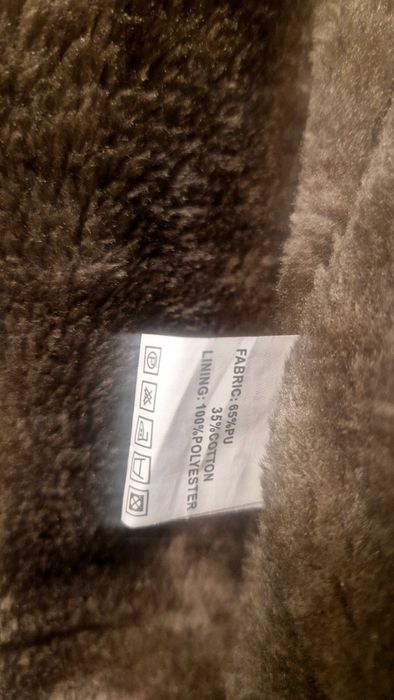 FABRIC: 65%PU
35%COTTON
LINING: 100%POLYESTER